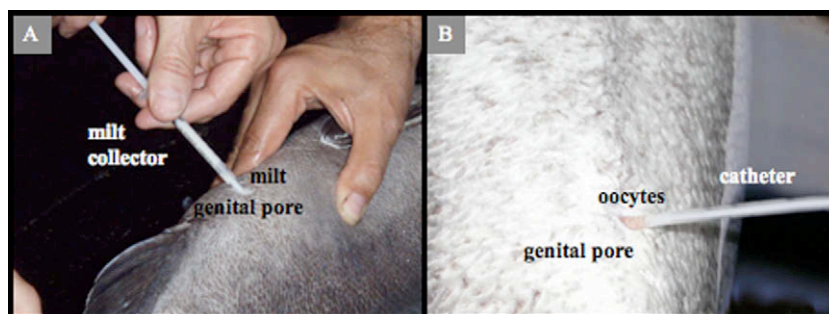 A
milt
collector
milt
genital pore
B
oocytes
catheter
genital pore